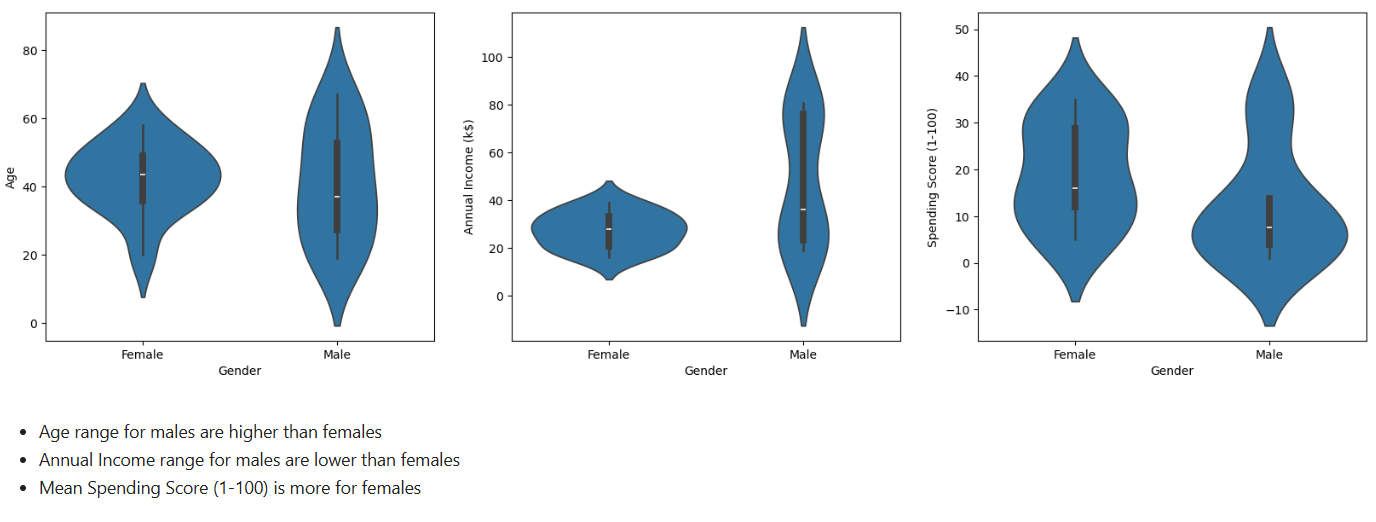 80
60
40
20
0
Age
Female Male
Gender
100
80
60
40
20
0
Annual Income (k$)
Female Male
Gender
50
40
30
20
10
0
−10
Spending Score (1-100)
Female Male
Gender
• Age range for males are higher than females
• Annual Income range for males are lower than females
• Mean Spending Score (1-100) is more for females